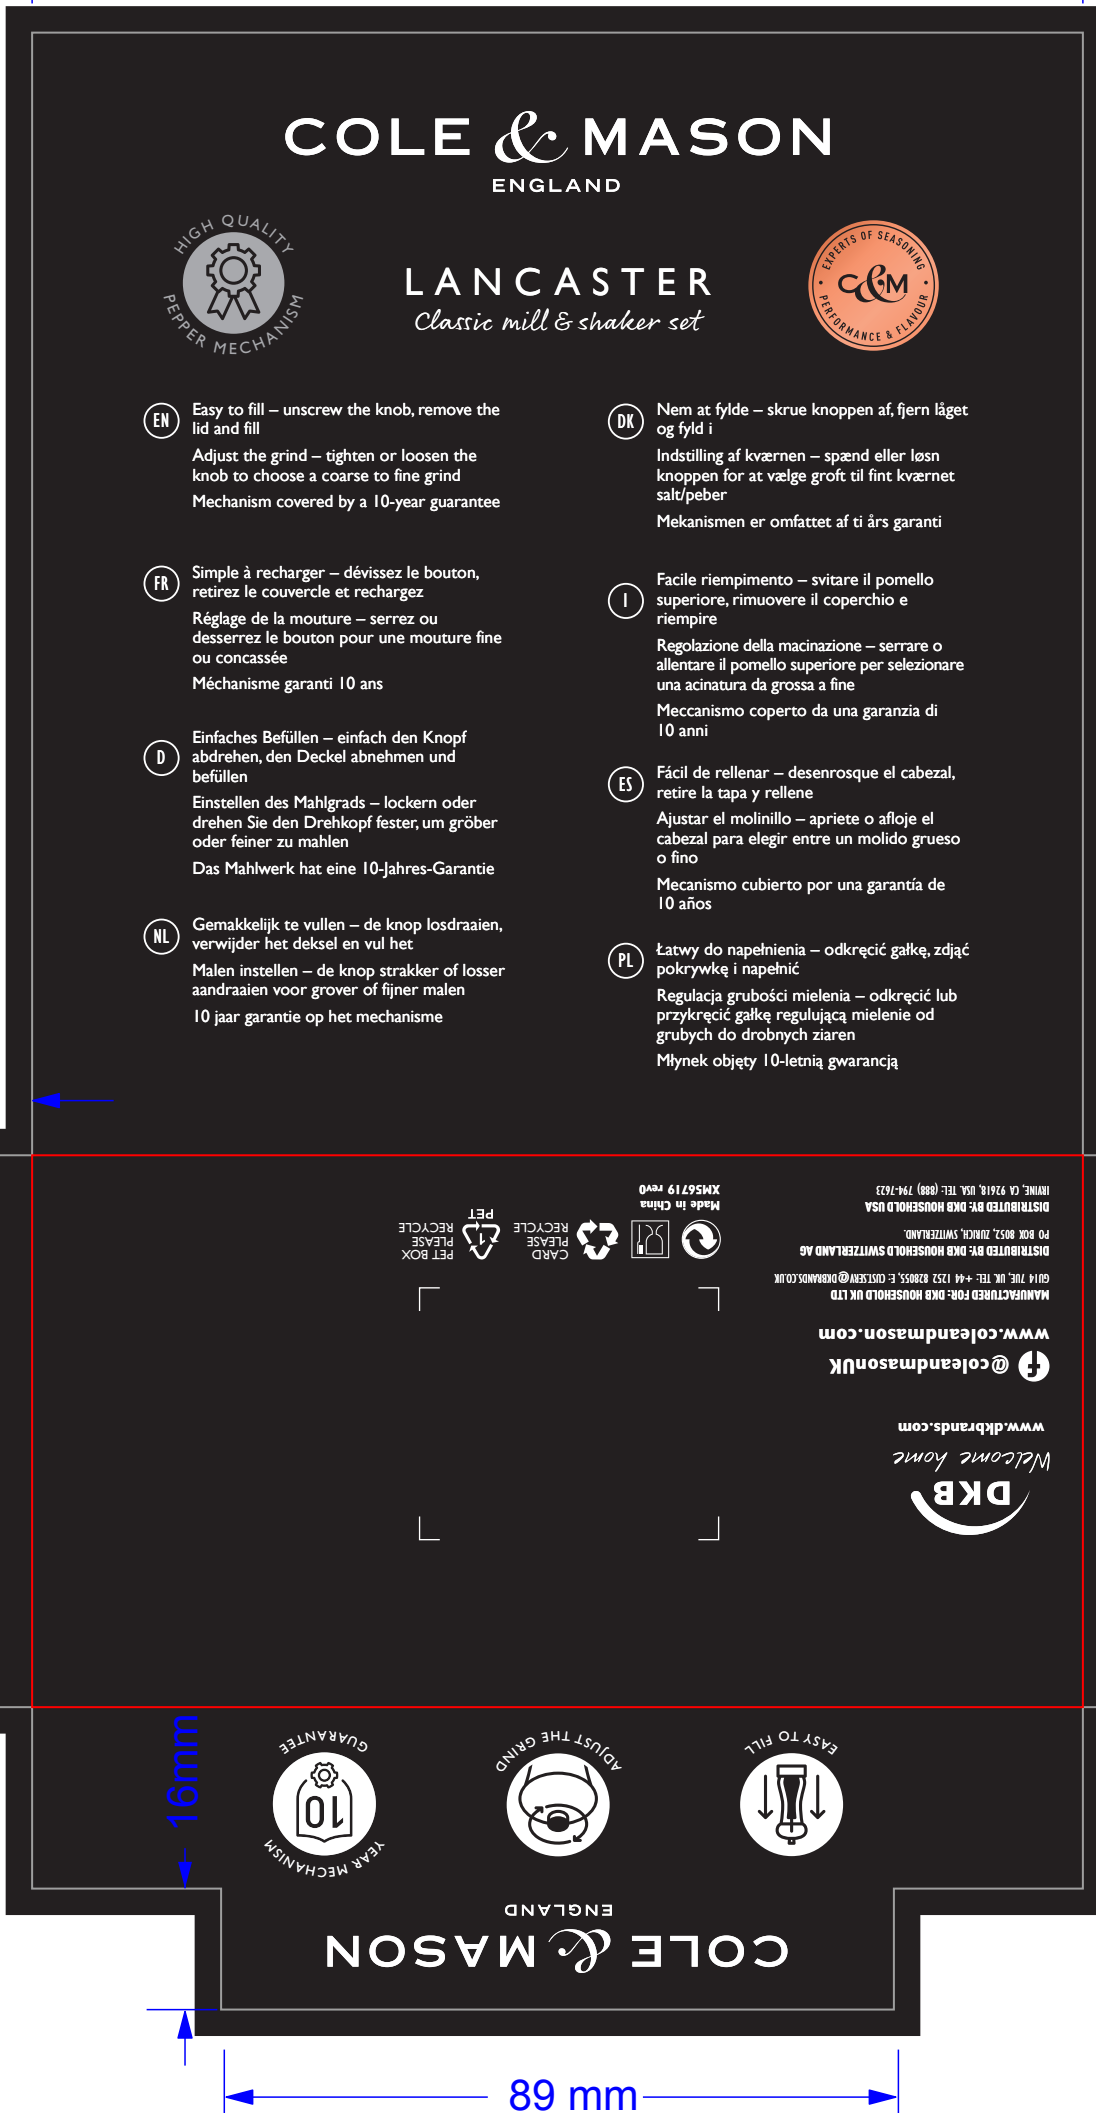 COLE & MASON
ENGLAND
HIGH QUALITY
PEPPER MECHANISM
LANCASTER
Classic mill & shaker set
EXPERTS OF SEASONING
C&M
PERFORMANCE & FLAVOUR
EN
Easy to fill – unscrew the knob, remove the
lid and fill
Adjust the grind – tighten or loosen the
knob to choose a coarse to fine grind
Mechanism covered by a 10-year guarantee
FR
Simple à recharger – dévissez le bouton,
retirez le couvercle et rechargez
Réglage de la mouture – serrez ou
desserrez le bouton pour une mouture fine
ou concassée
Méchanisme garanti 10 ans
D
Einfaches Befüllen – einfach den Knopf
abdrehen, den Deckel abnehmen und
befüllen
Einstellen des Mahlgrads – lockern oder
drehen Sie den Drehkopf fester, um gröber
oder feiner zu mahlen
Das Mahlwerk hat eine 10-Jahres-Garantie
NL
Gemakkelijk te vullen – de knop losdraaien,
verwijder het deksel en vul het
Malen instellen – de knop strakker of losser
aandraaien voor grover of fijner malen
10 jaar garantie op het mechanisme
DK
Nem at fylde – skrue knoppen af, fjern låget
og fyld i
Indstilling af kværnen – spænd eller løsn
knoppen for at vælge groft til fint kværnet
salt/peber
Mekanismen er omfattet af ti års garanti
I
Facile riempimento – svitare il pomello
superiore, rimuovere il coperchio e
riempire
Regolazione della macinazione – serrare o
allentare il pomello superiore per selezionare
una acinatura da grossa a fine
Meccanismo coperto da una garanzia di
10 anni
ES
Fácil de rellenar – desenrosque el cabezal,
retire la tapa y rellene
Ajustar el molinillo – apriete o afloje el
cabezal para elegir entre un molido grueso
o fino
Mecanismo cubierto por una garantía de
10 años
PL
Łatwy do napełnienia – odkręcić gałkę, zdjąć
pokrywkę i napełnić
Regulacja grubości mielenia – odkręcić lub
przykręcić gałkę regulującą mielenie od
grubych do drobnych ziaren
Młynek objęty 10-letnią gwarancją
DKB
Welcome home
www.dkbrands.com
@coleandmasonUK
www.coleandmason.com
MANUFACTURED FOR: DKB HOUSEHOLD UK LTD
GU14 7UE, UK. TEL: +44 1252 828055, E: CUST.SERV@DKBRANDS.CO.UK
DISTRIBUTED BY: DKB HOUSEHOLD SWITZERLAND AG
PO BOX 8052, ZURICH, SWITZERLAND.
DISTRIBUTED BY: DKB HOUSEHOLD USA
IRVINE, CA 92618, USA. TEL: (888) 794-7623
CARD
PLEASE
RECYCLE
PET BOX
PLEASE
RECYCLE
1
PET
Made in China
XM56719 rev0
COLE & MASON
ENGLAND
EASY TO FILL
ADJUST THE GRIND
10
YEAR MECHANISM
GUARANTEE
16mm
89 mm